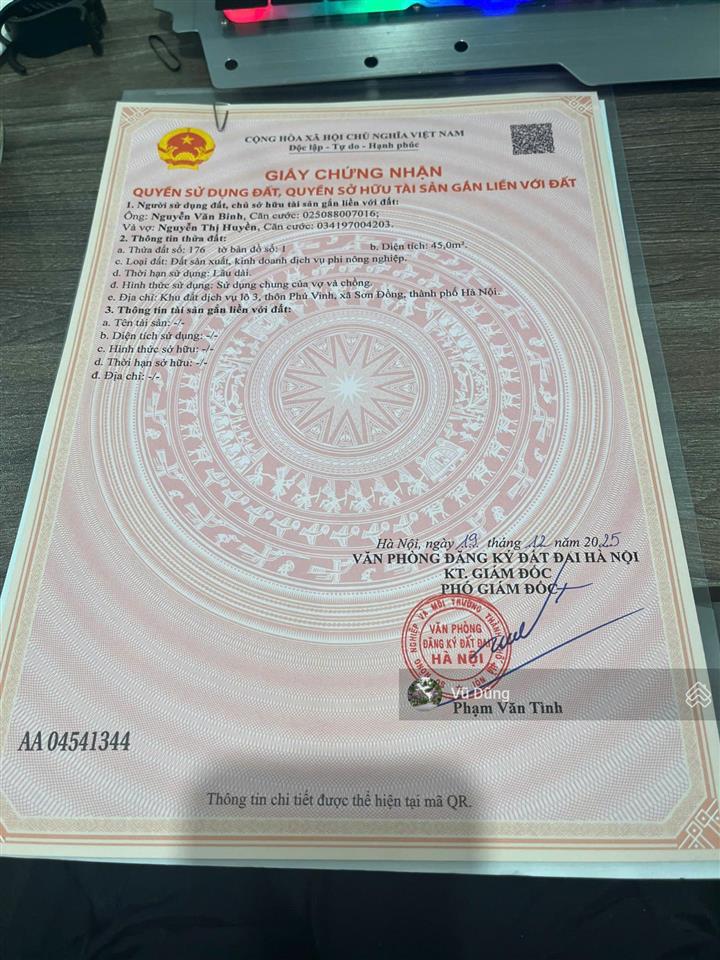 CỘNG HÒA XÃ HỘI CHỦ NGHĨA VIỆT NAM
Độc lập - Tự do - Hạnh phúc
GIẤY CHỨNG NHẬN
QUYỀN SỬ DỤNG ĐẤT, QUYỀN SỞ HỮU TÀI SẢN GẮN LIỀN VỚI ĐẤT
1. Người sử dụng đất, chủ sở hữu tài sản gắn liền với đất:
Ông: Nguyễn Văn Bình, Căn cước: 025088007016;
Và vợ: Nguyễn Thị Huyền, Căn cước: 034197004203.
2. Thông tin thửa đất:
a. Thửa đất số: 176 tờ bản đồ số: 1 b. Diện tích: 45,0m².
c. Loại đất: Đất sản xuất, kinh doanh dịch vụ phi nông nghiệp.
d. Thời hạn sử dụng: Lâu dài.
đ. Hình thức sử dụng: Sử dụng chung của vợ và chồng.
e. Địa chỉ: Khu đất dịch vụ lô 3, thôn Phú Vinh, xã Sơn Đồng, thành phố Hà Nội.
3. Thông tin tài sản gắn liền với đất:
a. Tên tài sản: -/-
b. Diện tích sử dụng: -/-
c. Hình thức sở hữu: -/-
d. Thời hạn sở hữu: -/-
đ. Địa chỉ: -/-
Hà Nội, ngày 19 tháng 12 năm 2025
VĂN PHÒNG ĐĂNG KÝ ĐẤT ĐAI HÀ NỘI
KT. GIÁM ĐỐC
PHÓ GIÁM ĐỐC
VĂN PHÒNG
ĐĂNG KÝ ĐẤT ĐAI
HÀ NỘI
Vũ Dũng
Phạm Văn Tình
AA 04541344
Thông tin chi tiết được thể hiện tại mã QR.